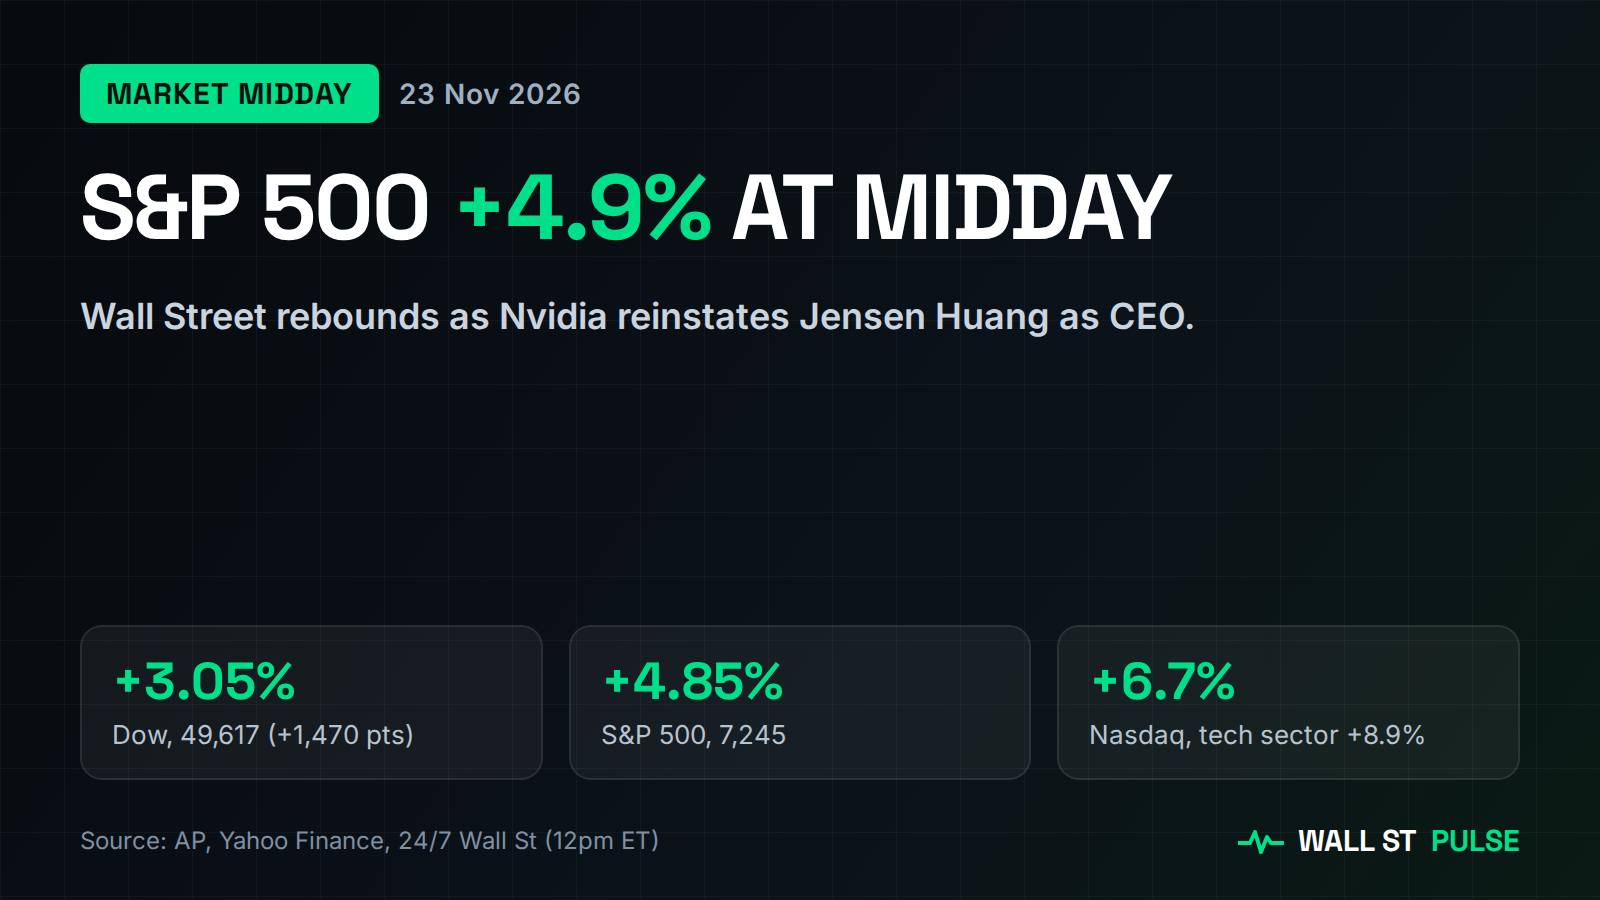 MARKET MIDDAY 23 Nov 2026
S&P 500 +4.9% AT MIDDAY
Wall Street rebounds as Nvidia reinstates Jensen Huang as CEO.
+3.05%
Dow, 49,617 (+1,470 pts)
+4.85%
S&P 500, 7,245
+6.7%
Nasdaq, tech sector +8.9%
Source: AP, Yahoo Finance, 24/7 Wall St (12pm ET)
WALL ST PULSE